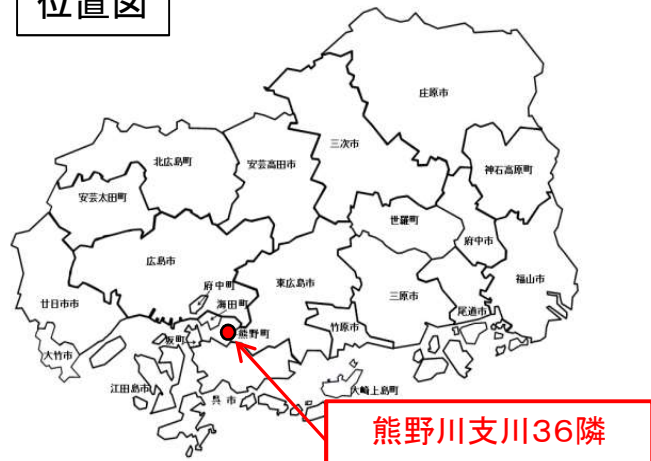 位置図
庄原市
三次市
北広島町
安芸高田市
神石高原町
安芸太田町
世羅町
府中市
広島市
府中町
東広島市
福山市
廿日市市
海田町
三原市
尾道市
熊野町
竹原市
坂町
大竹市
江田島市
呉市
大崎上島町
熊野川支川36隣